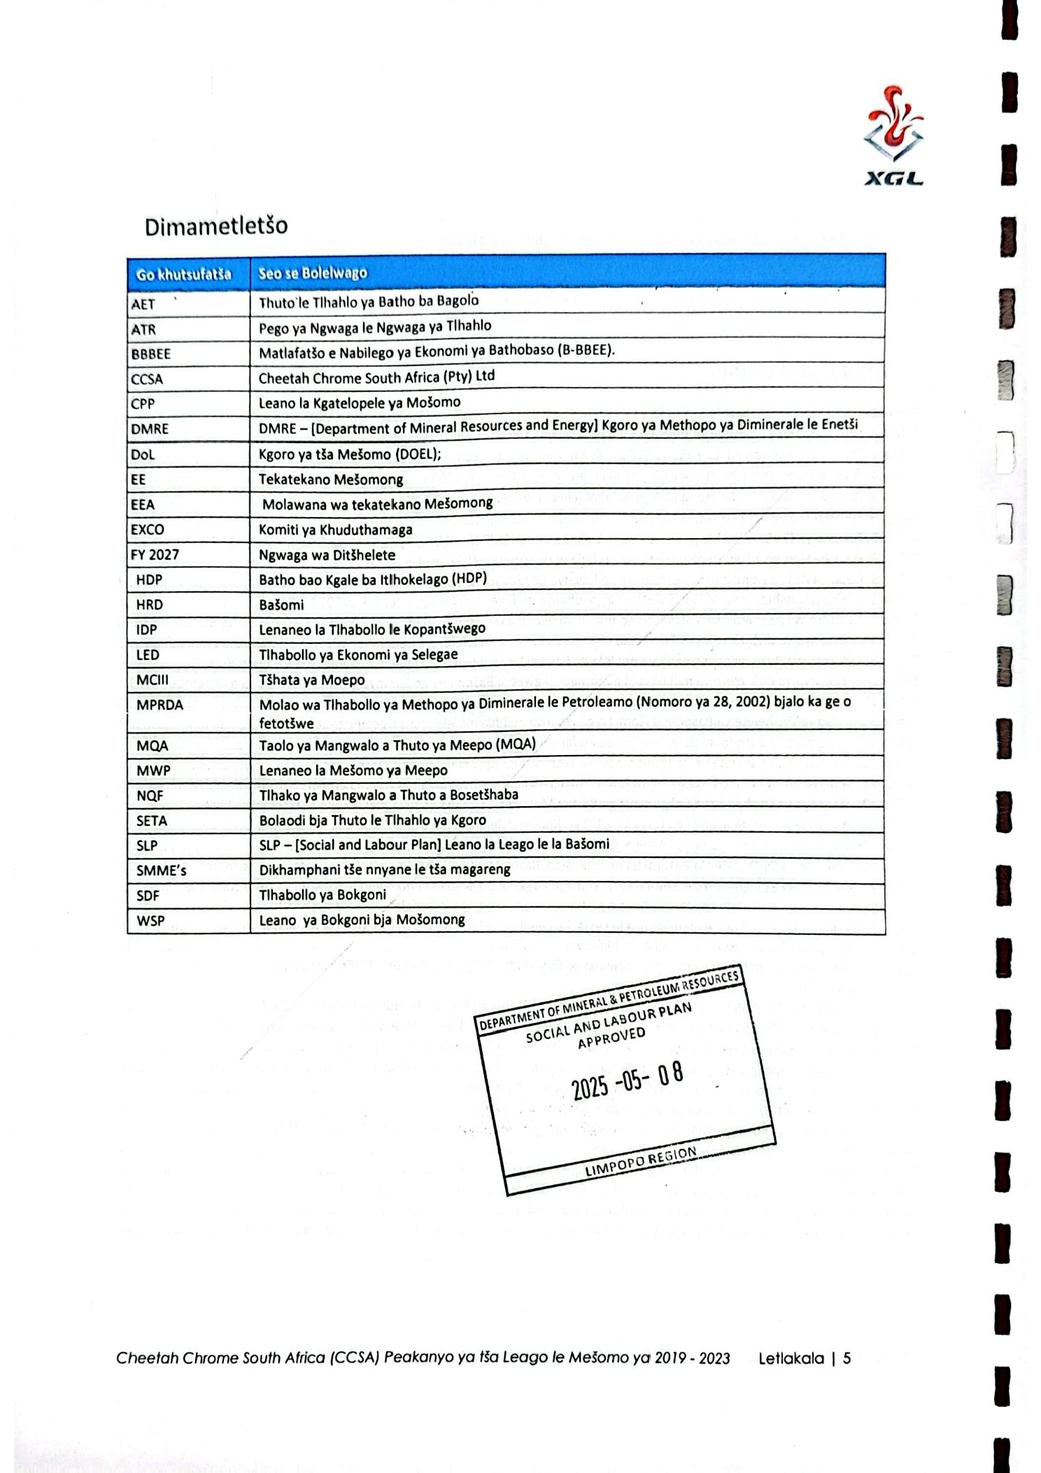 XGL
Dimametletšo
Go khutsufatša Seo se Bolelwago
AET Thuto le Tlhahlo ya Batho ba Bagolo
ATR Pego ya Ngwaga le Ngwaga ya Tlhahlo
BBBEE Matlafatšo e Nabilego ya Ekonomi ya Bathobaso (B-BBEE).
CCSA Cheetah Chrome South Africa (Pty) Ltd
CPP Leano la Kgatelopele ya Mošomo
DMRE DMRE – [Department of Mineral Resources and Energy] Kgoro ya Methopo ya Diminerale le Enetši
DoL Kgoro ya tša Mešomo (DOEL);
EE Tekatekano Mešomong
EEA Molawana wa tekatekano Mešomong
EXCO Komiti ya Khuduthamaga
FY 2027 Ngwaga wa Ditšhelete
HDP Batho bao Kgale ba Itlhokelago (HDP)
HRD Bašomi
IDP Lenaneo la Tlhabollo le Kopantšwego
LED Tlhabollo ya Ekonomi ya Selegae
MCIII Tšhata ya Moepo
MPRDA Molao wa Tlhabollo ya Methopo ya Diminerale le Petroleamo (Nomoro ya 28, 2002) bjalo ka ge o
fetotšwe
MQA Taolo ya Mangwalo a Thuto ya Meepo (MQA)
MWP Lenaneo la Mešomo ya Meepo
NQF Tlhako ya Mangwalo a Thuto a Bosetšhaba
SETA Bolaodi bja Thuto le Tlhahlo ya Kgoro
SLP SLP – [Social and Labour Plan] Leano la Leago le la Bašomi
SMME's Dikhamphani tše nnyane le tša magareng
SDF Tlhabollo ya Bokgoni
WSP Leano ya Bokgoni bja Mošomong
DEPARTMENT OF MINERAL & PETROLEUM RESOURCES
SOCIAL AND LABOUR PLAN
APPROVED
2025 -05- 08
LIMPOPO REGION
Cheetah Chrome South Africa (CCSA) Peakanyo ya tša Leago le Mešomo ya 2019 - 2023 Letlakala | 5